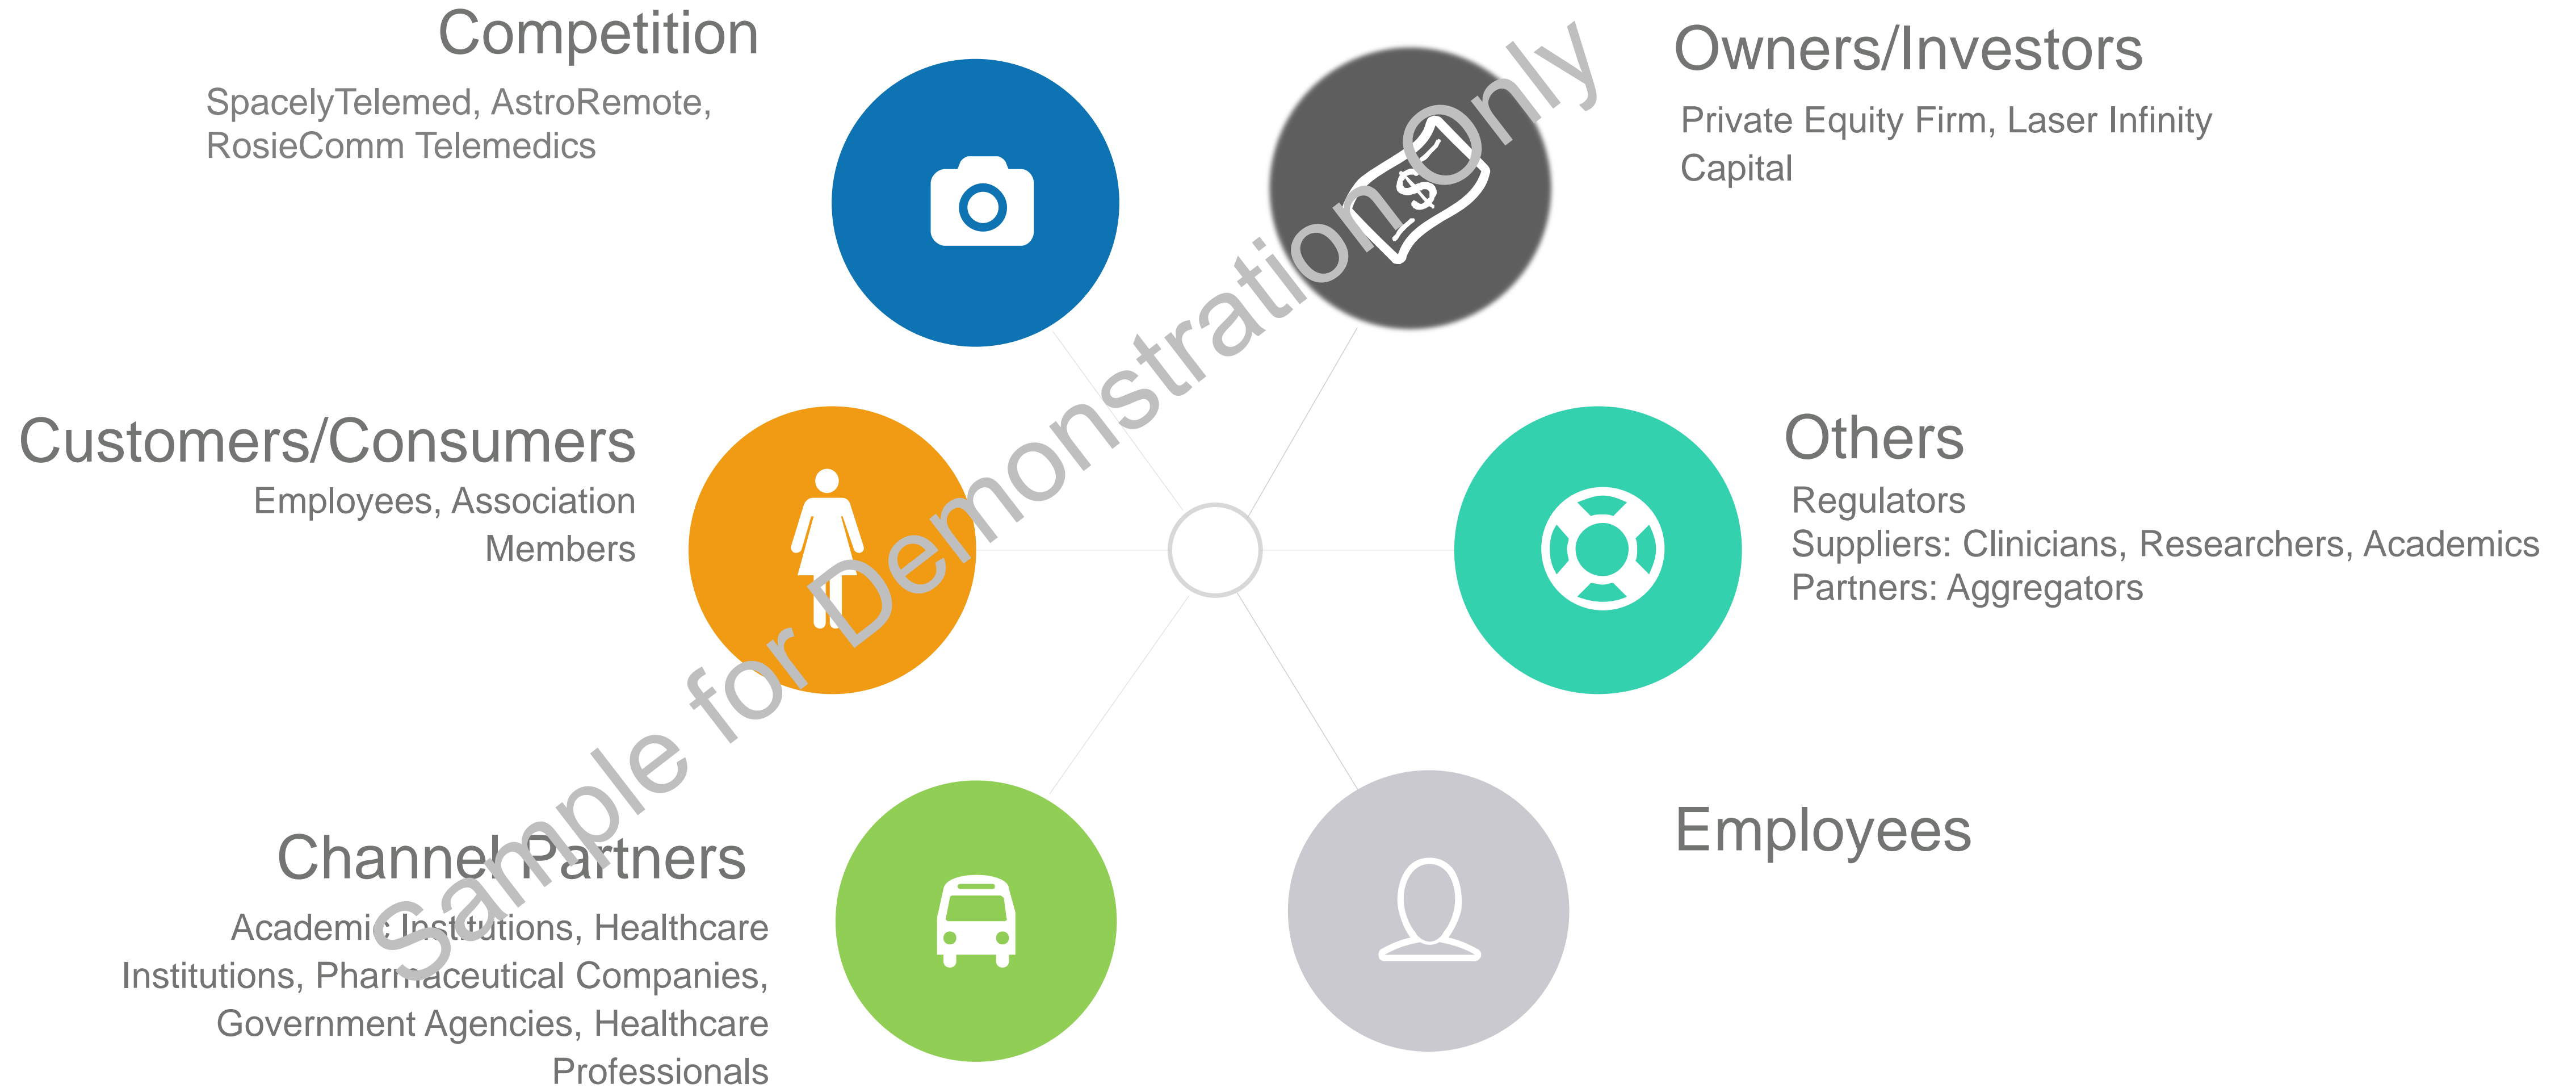 Competition
SpacelyTelemed, AstroRemote,
RosieComm Telemedics
Owners/Investors
Private Equity Firm, Laser Infinity
Capital
$
Customers/Consumers
Employees, Association
Members
Others
Regulators
Suppliers: Clinicians, Researchers, Academics
Partners: Aggregators
Channel Partners
Academic Institutions, Healthcare
Institutions, Pharmaceutical Companies,
Government Agencies, Healthcare
Professionals
Employees
Sample for Demonstration Only